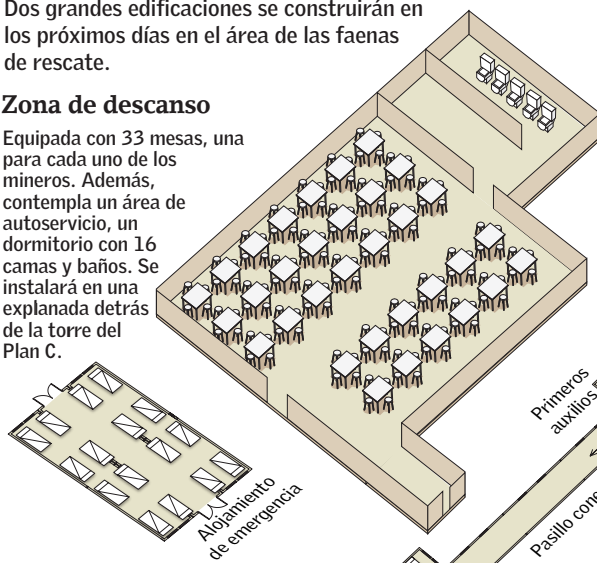 Dos grandes edificaciones se construirán en
los próximos días en el área de las faenas
de rescate.
Zona de descanso
Equipada con 33 mesas, una
para cada uno de los
mineros. Además,
contempla un área de
autoservicio, un
dormitorio con 16
camas y baños. Se
instalará en una
explanada detrás
de la torre del
Plan C.
Alojamiento
de emergencia
Primeros
auxilios
Pasillo